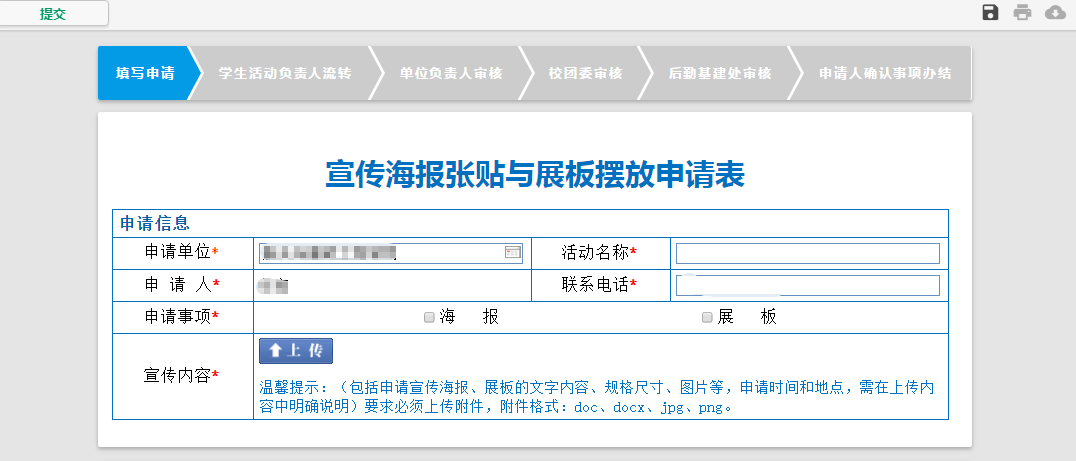 提交
填写申请 学生活动负责人流转 单位负责人审核 校团委审核 后勤基建处审核 申请人确认事项办结
宣传海报张贴与展板摆放申请表
申请信息
申请单位* 活动名称*
申 请 人* 联系电话*
申请事项* 海 报 展 板
宣传内容* 上 传
温馨提示：（包括申请宣传海报、展板的文字内容、规格尺寸、图片等，申请时间和地点，需在上传内
容中明确说明）要求必须上传附件，附件格式：doc、docx、jpg、png。